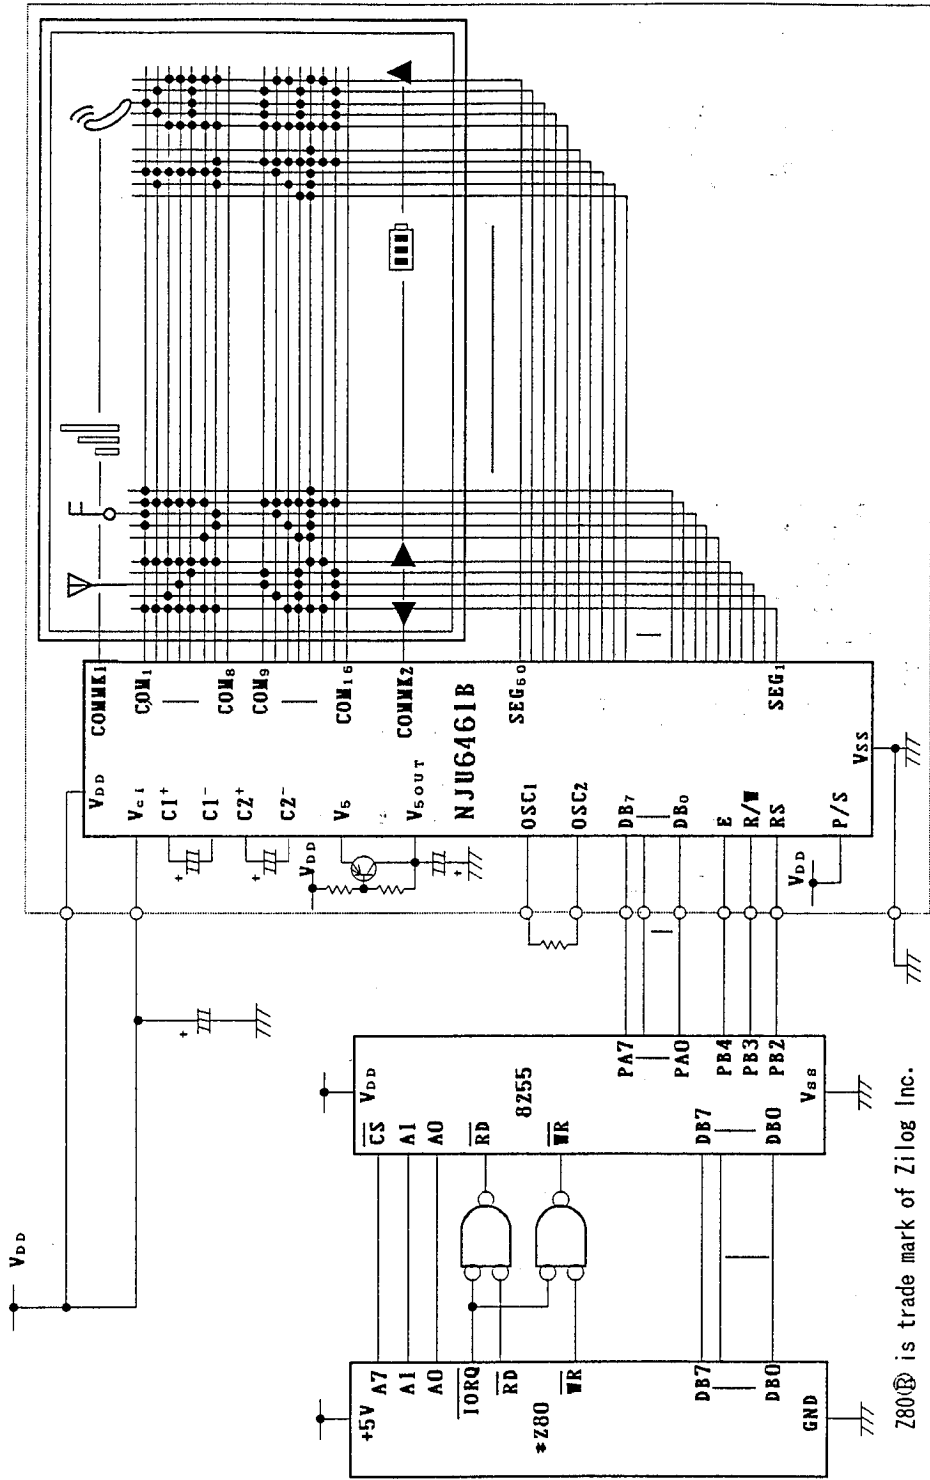 VDD
+5V
A7
A1
A0
IORQ
RD
WR
*Z80
DB7
DB0
GND
VDD
CS
A1
A0
RD
WR
8255
DB7
DB0
PA7
PA0
PB4
PB3
PB2
VSS
VDD
VDD
VDD
Vci
C1+
C1-
C2+
C2-
V5
V5OUT
NJU6461B
OSC1
OSC2
DB7
DB0
E
R/W
RS
P/S
VSS
COMMK1
COM1
COM8
COM9
COM16
COMMK2
SEG60
SEG1
Z80® is trade mark of Zilog Inc.